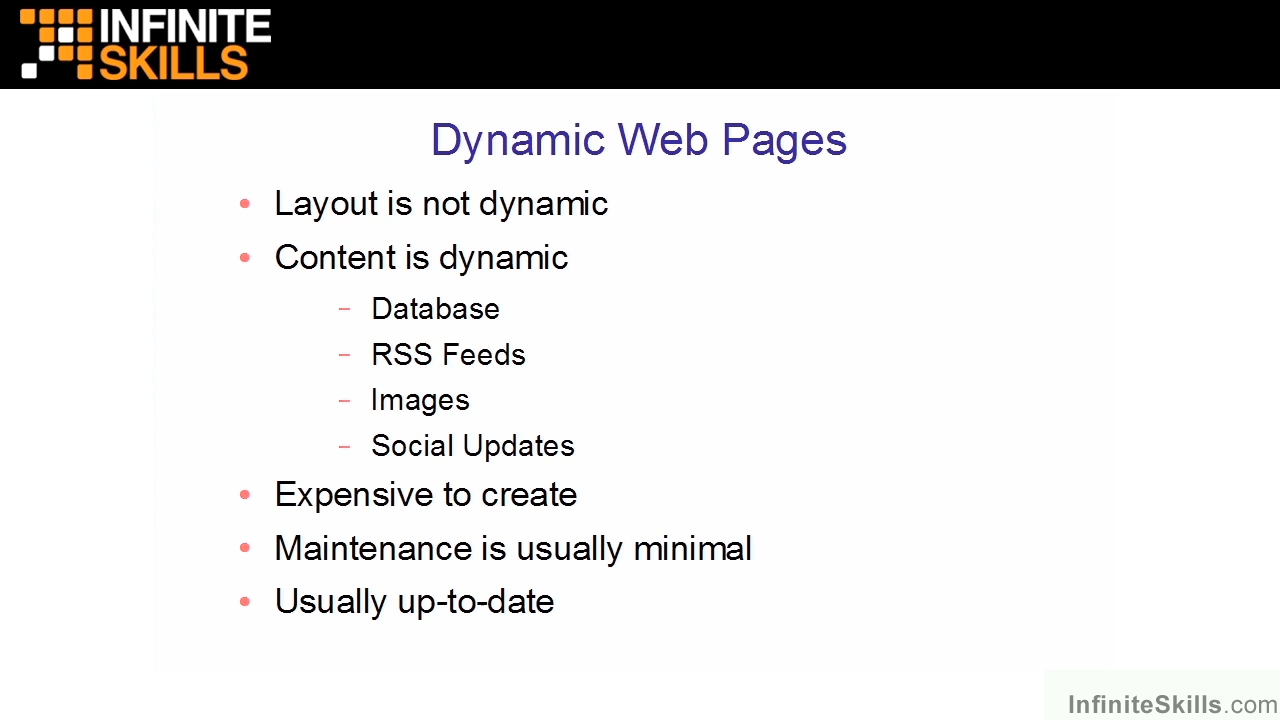 INFINITE
SKILLS
Dynamic Web Pages
• Layout is not dynamic
• Content is dynamic
– Database
– RSS Feeds
– Images
– Social Updates
• Expensive to create
• Maintenance is usually minimal
• Usually up-to-date
InfiniteSkills.com